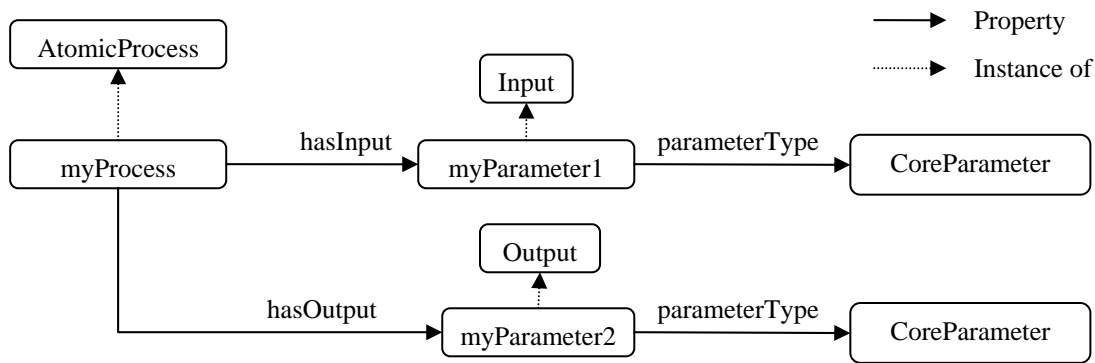 Property
AtomicProcess
Instance of
Input
hasInput
parameterType
myProcess
myParameter1
CoreParameter
Output
hasOutput
parameterType
myParameter2
CoreParameter